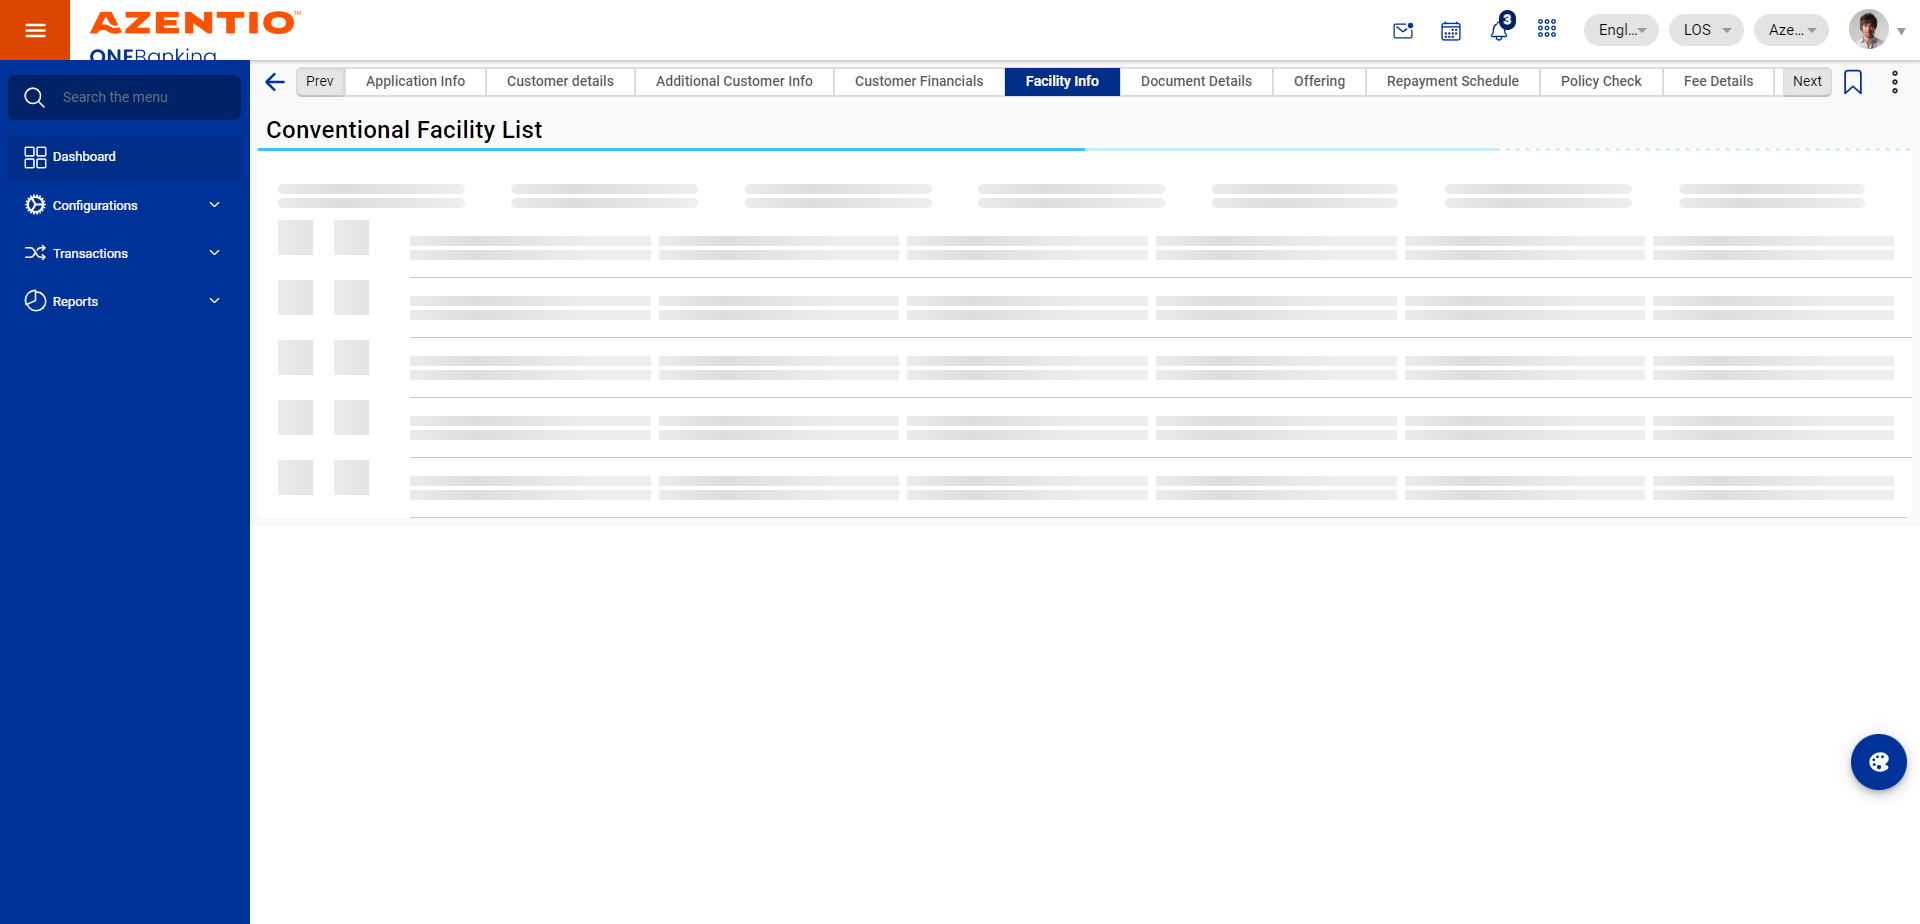 AZENTIO™
ONEBanking
3
Engl...
LOS
Aze...
Search the menu
Dashboard
Configurations
Transactions
Reports
Prev
Application Info
Customer details
Additional Customer Info
Customer Financials
Facility Info
Document Details
Offering
Repayment Schedule
Policy Check
Fee Details
Next
Conventional Facility List